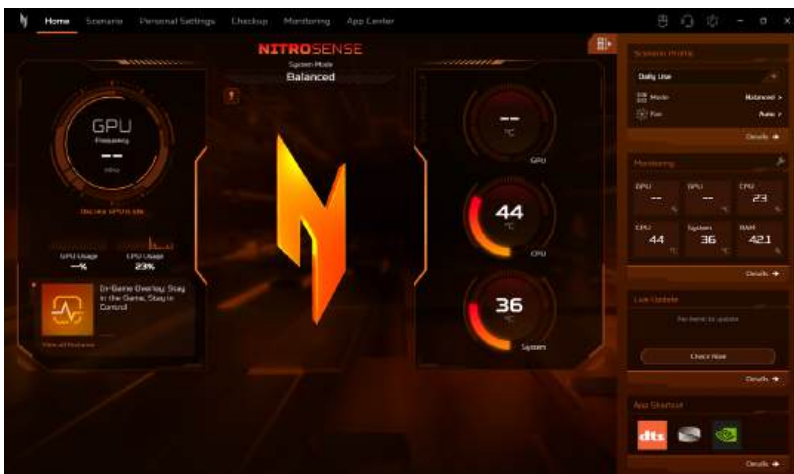 Home Scenario Personal Settings Checkup Monitoring App Center
NITROSENSE
System Mode
Balanced
GPU
Frequency
--
MHz
GPU Usage
--%
CPU Usage
23%
In-Game Overlay: Stay
in the Game, Stay in
Control
--
°C
GPU
44
°C
CPU
36
°C
System
Scenario Profile
Daily Use
Mode Balanced >
Fan Auto >
Details
Monitoring
GPU GPU CPU
-- -- 23
% °C %
CPU System RAM
44 36 42.1
°C °C %
Details
Live Update
No items to update
Check Now
Details
App Shortcut
dts
Details